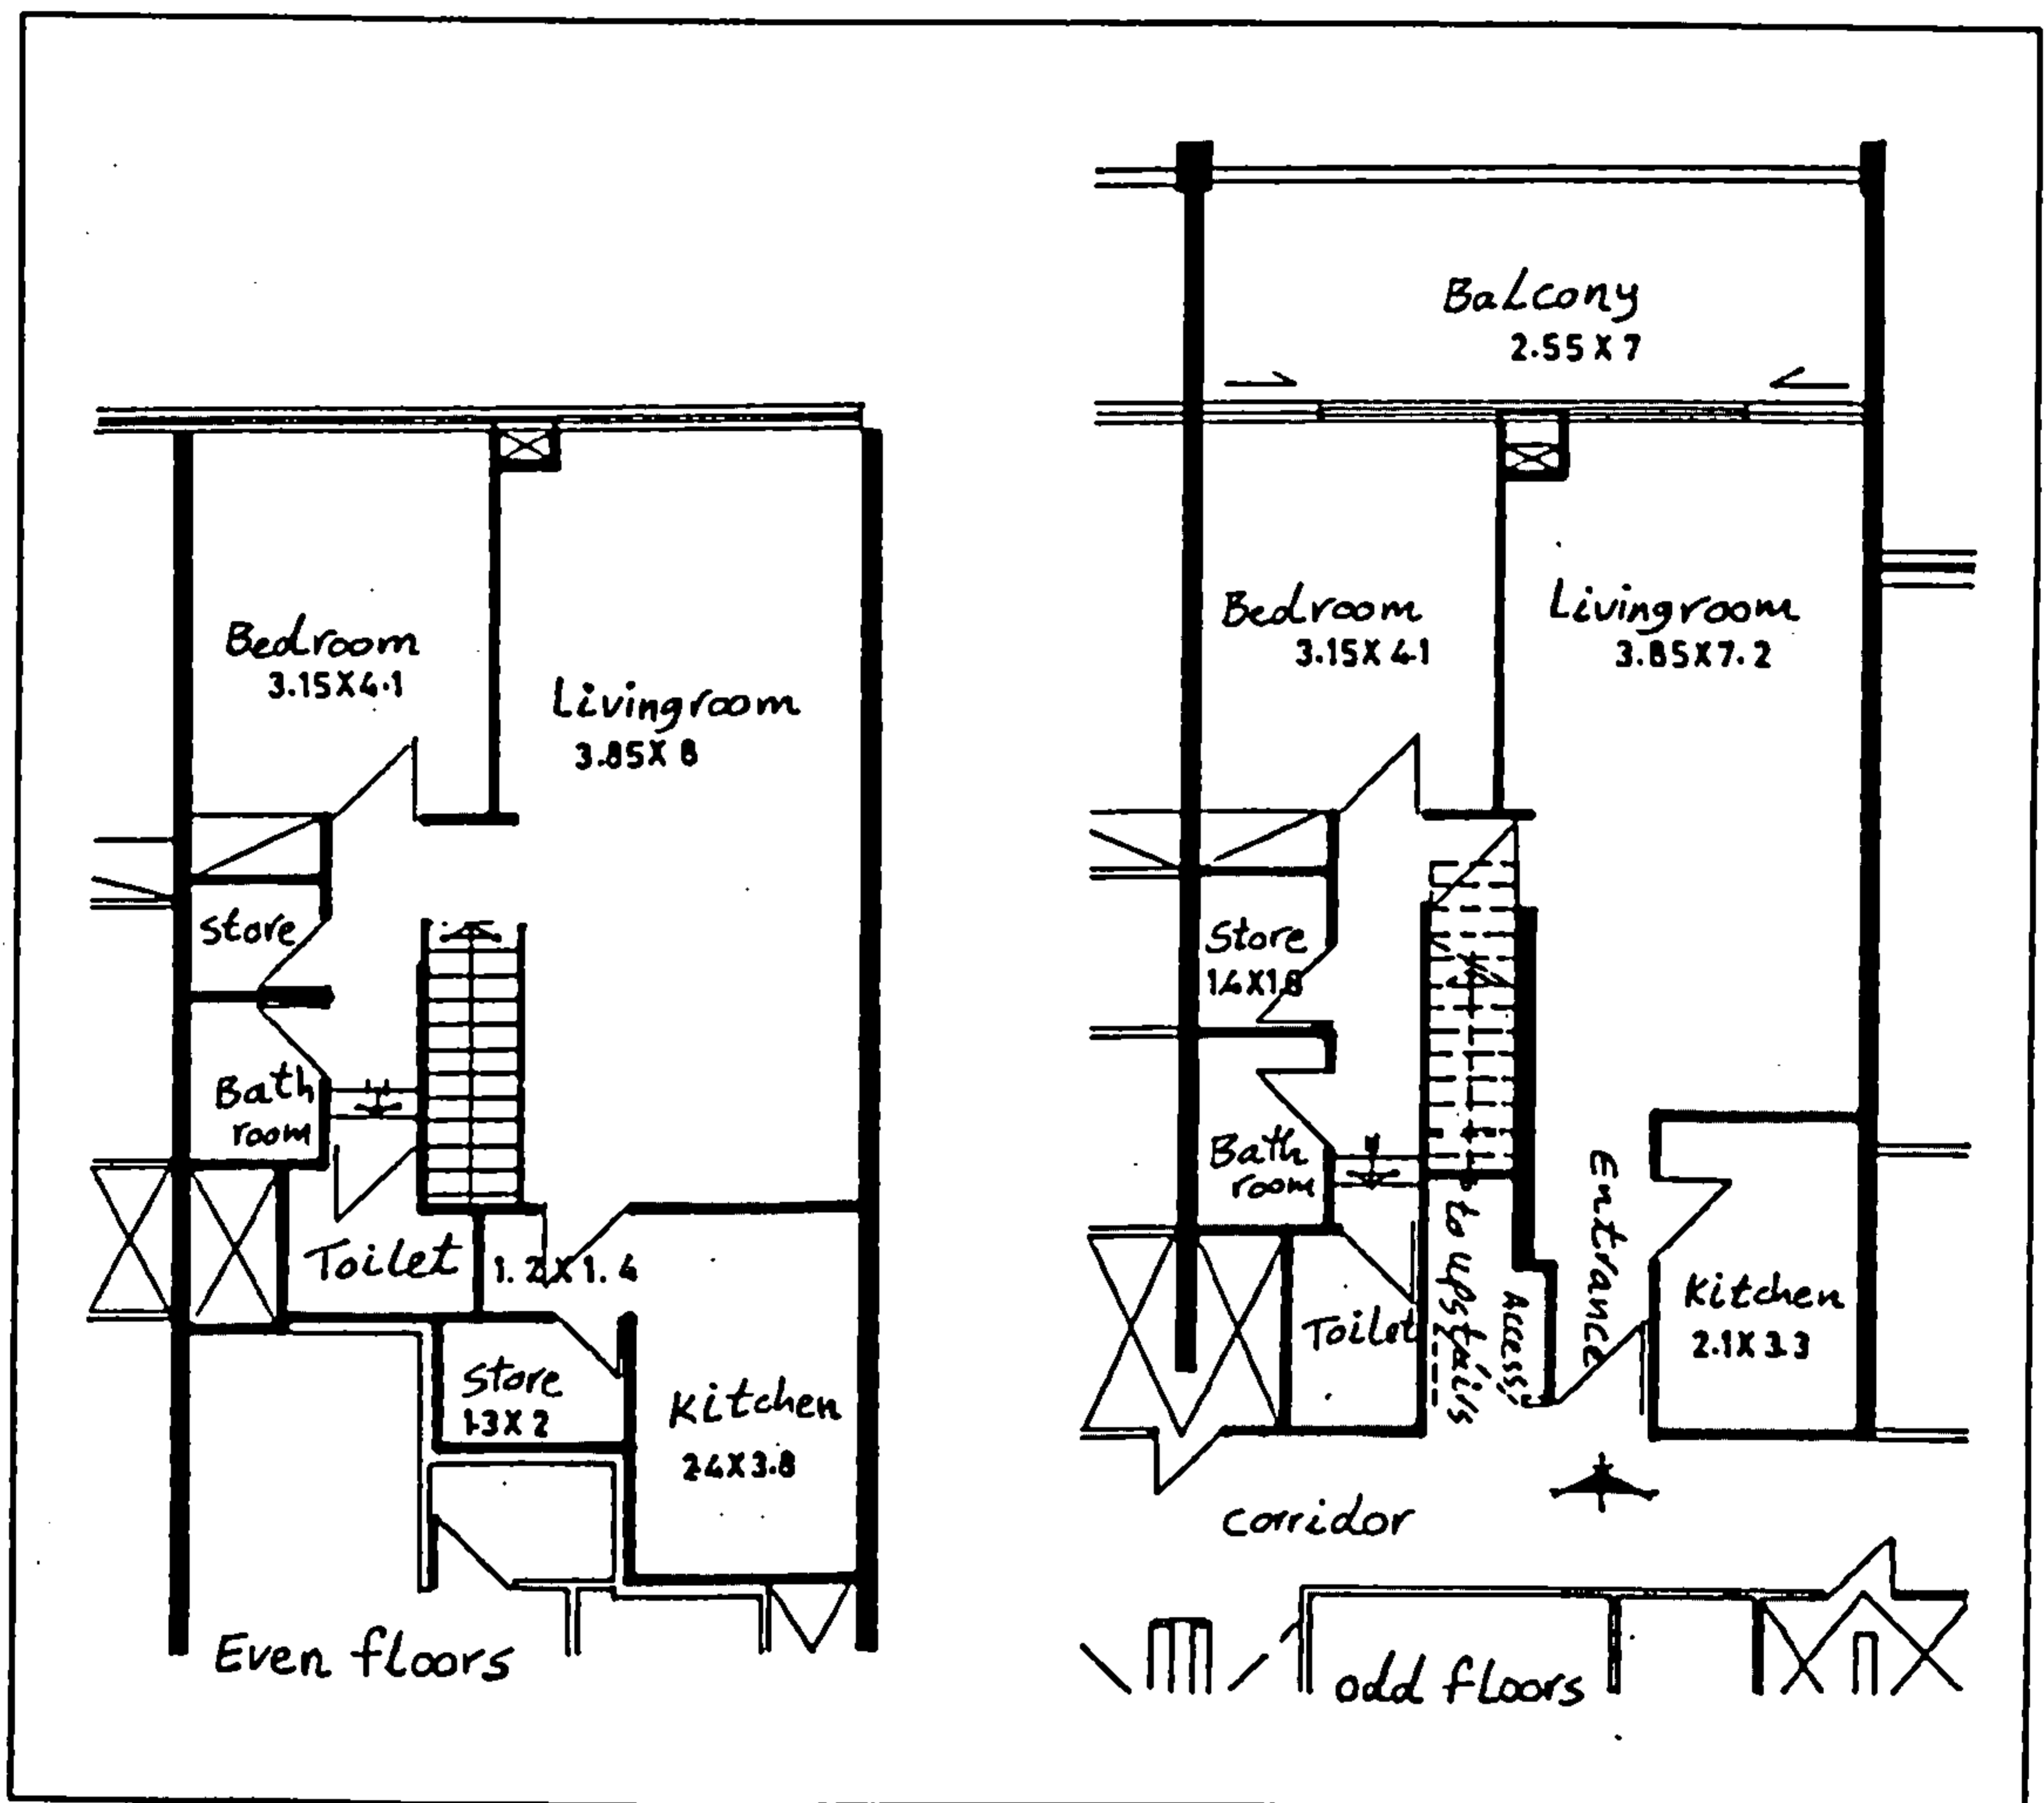 Bedroom
3.15X4.1
Livingroom
3.85X8
Store
Bath
room
Toilet
1.2X1.4
Store
1.3X2
Kitchen
2.4X3.8
Even floors
Balcony
2.55X7
Bedroom
3.15X4.1
Livingroom
3.85X7.2
Store
1.4X1.8
Bath
room
Toilet
Access
to upstairs
Entrance
Kitchen
2.1X3.3
corridor
odd floors